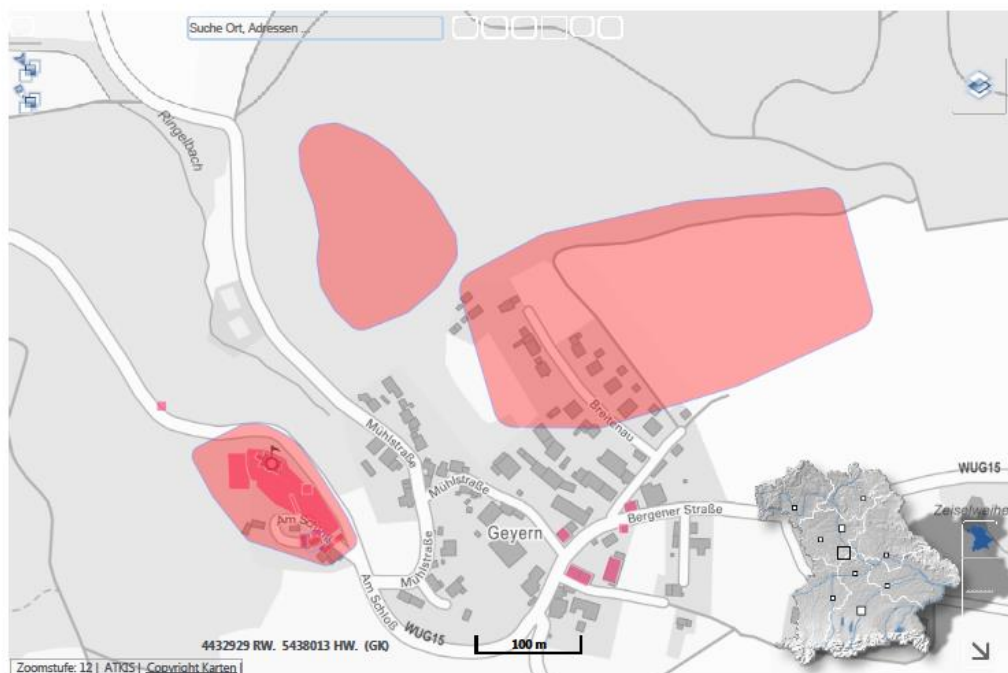 Suche Ort, Adressen ...
Ringelbach
Mühlstraße
Breitenau
WUG15
Mühlstraße
Zeiselweihe
Bergener Straße
Geyern
Am Schloß
Mühlstraße
Am Schloß
WUG15
4432929 RW. 5438013 HW. (GK)
100 m
Zoomstufe: 12 | ATKIS | Copyright Karten |